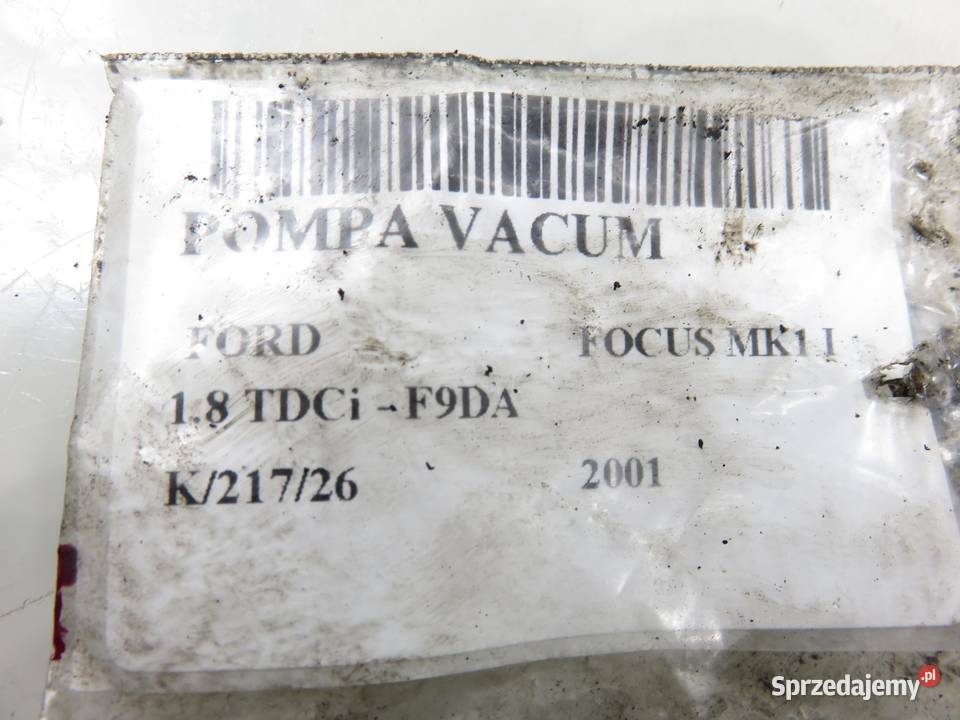 POMPA VACUM
FORD FOCUS MK1 I
1.8 TDCi - F9DA
K/217/26 2001
Sprzedajemy.pl